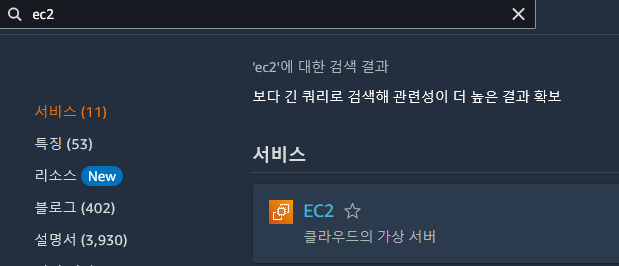 ec2
'ec2'에 대한 검색 결과
보다 긴 쿼리로 검색해 관련성이 더 높은 결과 확보
서비스 (11)
특징 (53)
리소스 New
블로그 (402)
설명서 (3,930)
서비스
EC2
클라우드의 가상 서버